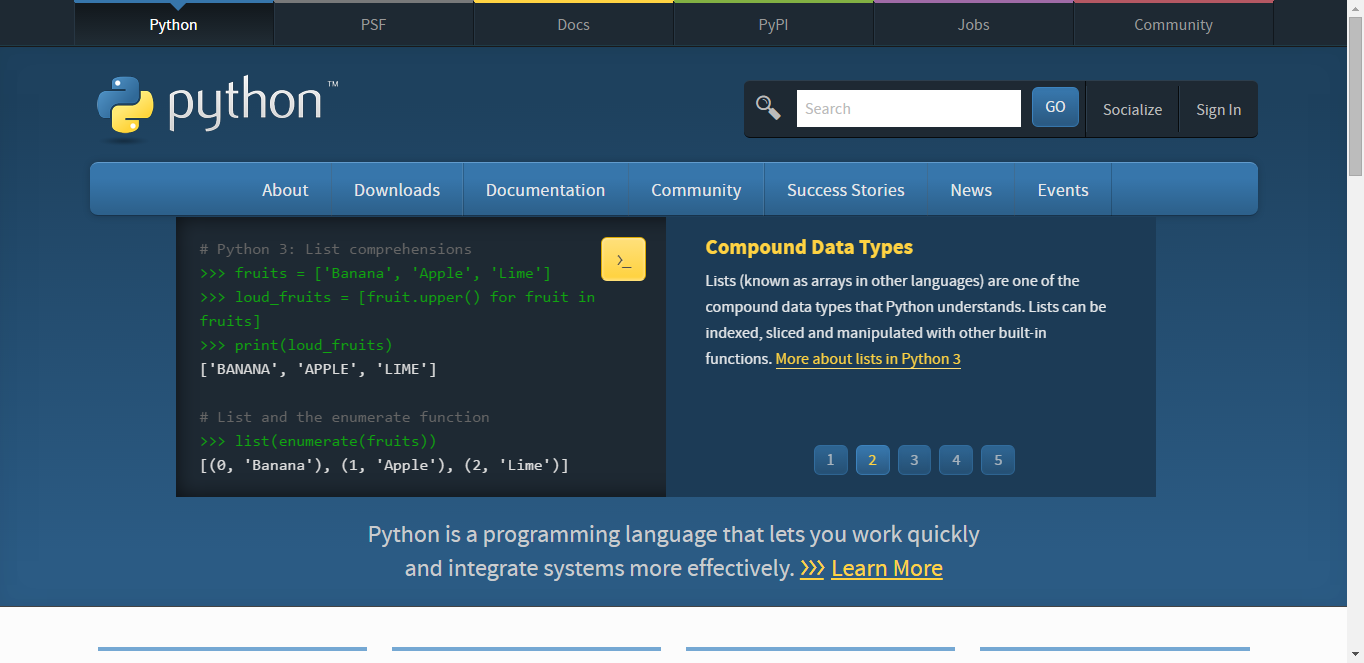 Python
PSF
Docs
PyPI
Jobs
Community
python™
Search
GO
Socialize
Sign In
About
Downloads
Documentation
Community
Success Stories
News
Events
# Python 3: List comprehensions
>>> fruits = ['Banana', 'Apple', 'Lime']
>>> loud_fruits = [fruit.upper() for fruit in
fruits]
>>> print(loud_fruits)
['BANANA', 'APPLE', 'LIME']
# List and the enumerate function
>>> list(enumerate(fruits))
[(0, 'Banana'), (1, 'Apple'), (2, 'Lime')]
>_
Compound Data Types
Lists (known as arrays in other languages) are one of the
compound data types that Python understands. Lists can be
indexed, sliced and manipulated with other built-in
functions. More about lists in Python 3
1
2
3
4
5
Python is a programming language that lets you work quickly
and integrate systems more effectively. >>> Learn More